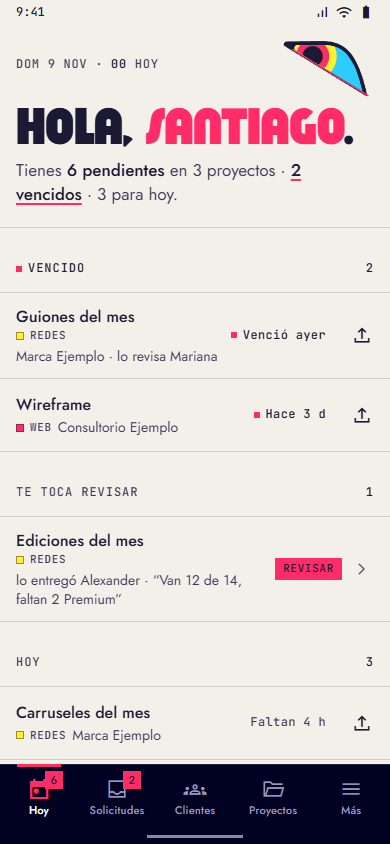 9:41
DOM 9 NOV · 00 HOY
HOLA, SANTIAGO.
Tienes 6 pendientes en 3 proyectos · 2
vencidos · 3 para hoy.
VENCIDO 2
Guiones del mes
REDES Venció ayer
Marca Ejemplo · lo revisa Mariana
Wireframe
Hace 3 d
WEB Consultorio Ejemplo
TE TOCA REVISAR 1
Ediciones del mes
REDES
REVISAR
lo entregó Alexander · “Van 12 de 14,
faltan 2 Premium”
HOY 3
Carruseles del mes
Faltan 4 h
REDES Marca Ejemplo
6 2
Hoy Solicitudes Clientes Proyectos Más